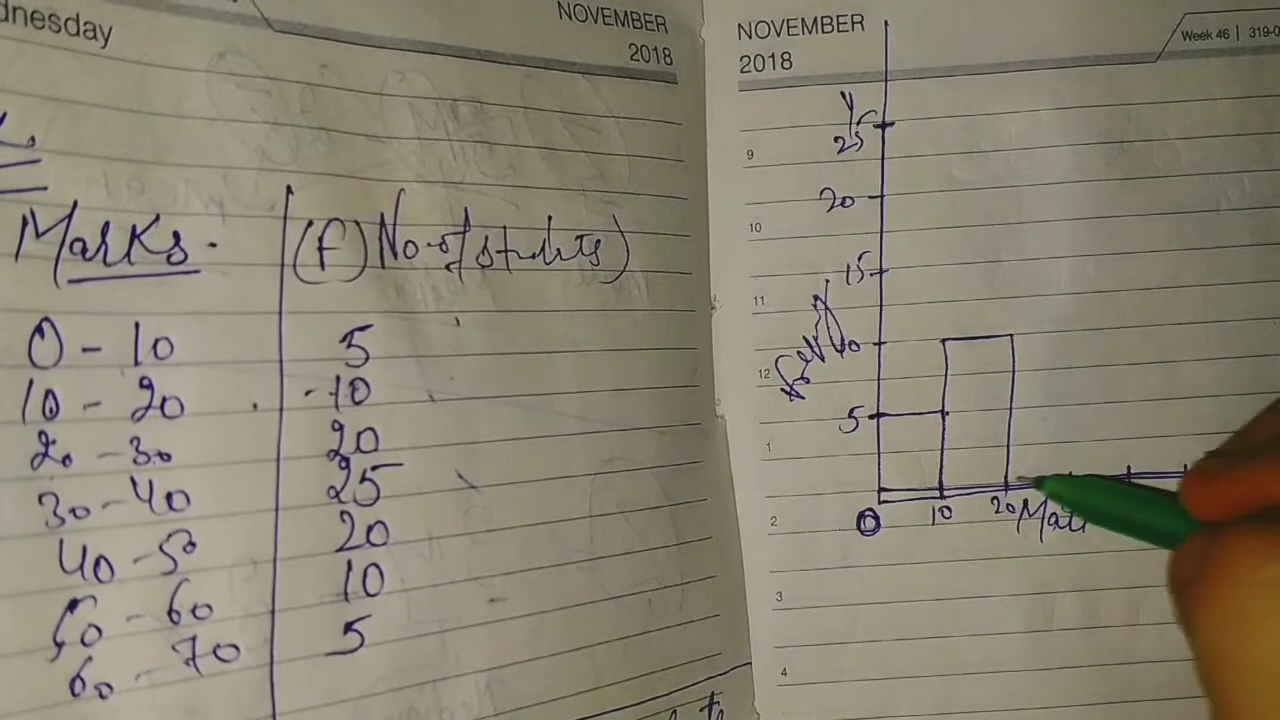 dnesday
NOVEMBER
2018
Marks.
(f) No of students)
0 - 10 5
10 - 20 10
20 - 30 20
30 - 40 25
40 - 50 20
50 - 60 10
60 - 70 5
NOVEMBER
2018
Week 46 | 319-0
Y
25
20
15
10
5
0 10 20
9
10
11
12
1
2
3
4